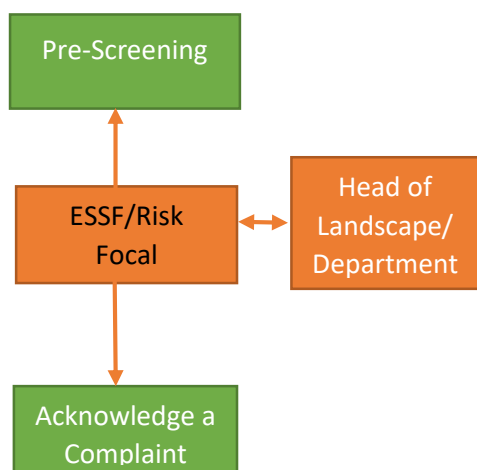 Pre-Screening
ESSF/Risk
Focal
Head of
Landscape/
Department
Acknowledge a
Complaint